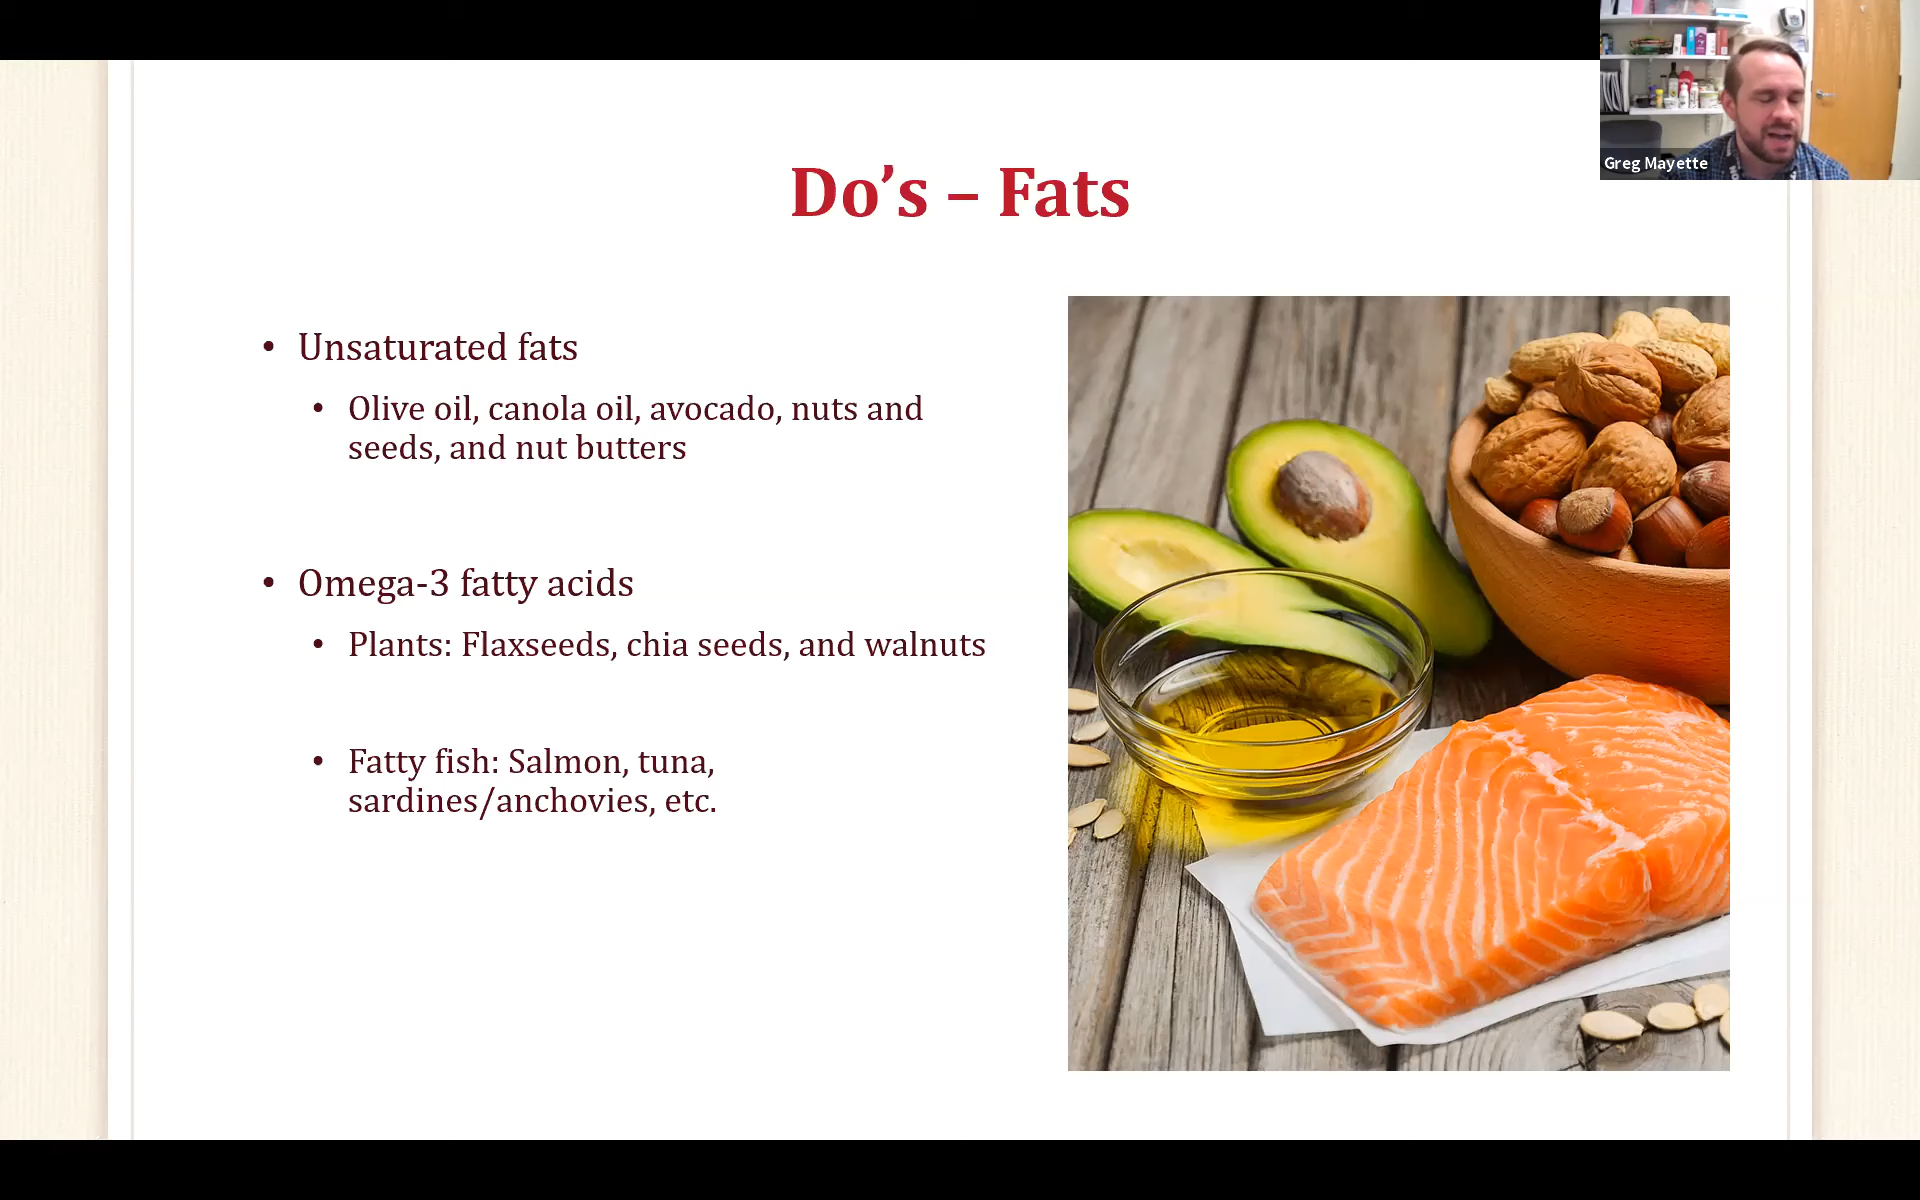 Do’s – Fats
• Unsaturated fats
• Olive oil, canola oil, avocado, nuts and
seeds, and nut butters
• Omega-3 fatty acids
• Plants: Flaxseeds, chia seeds, and walnuts
• Fatty fish: Salmon, tuna,
sardines/anchovies, etc.
Greg Mayette